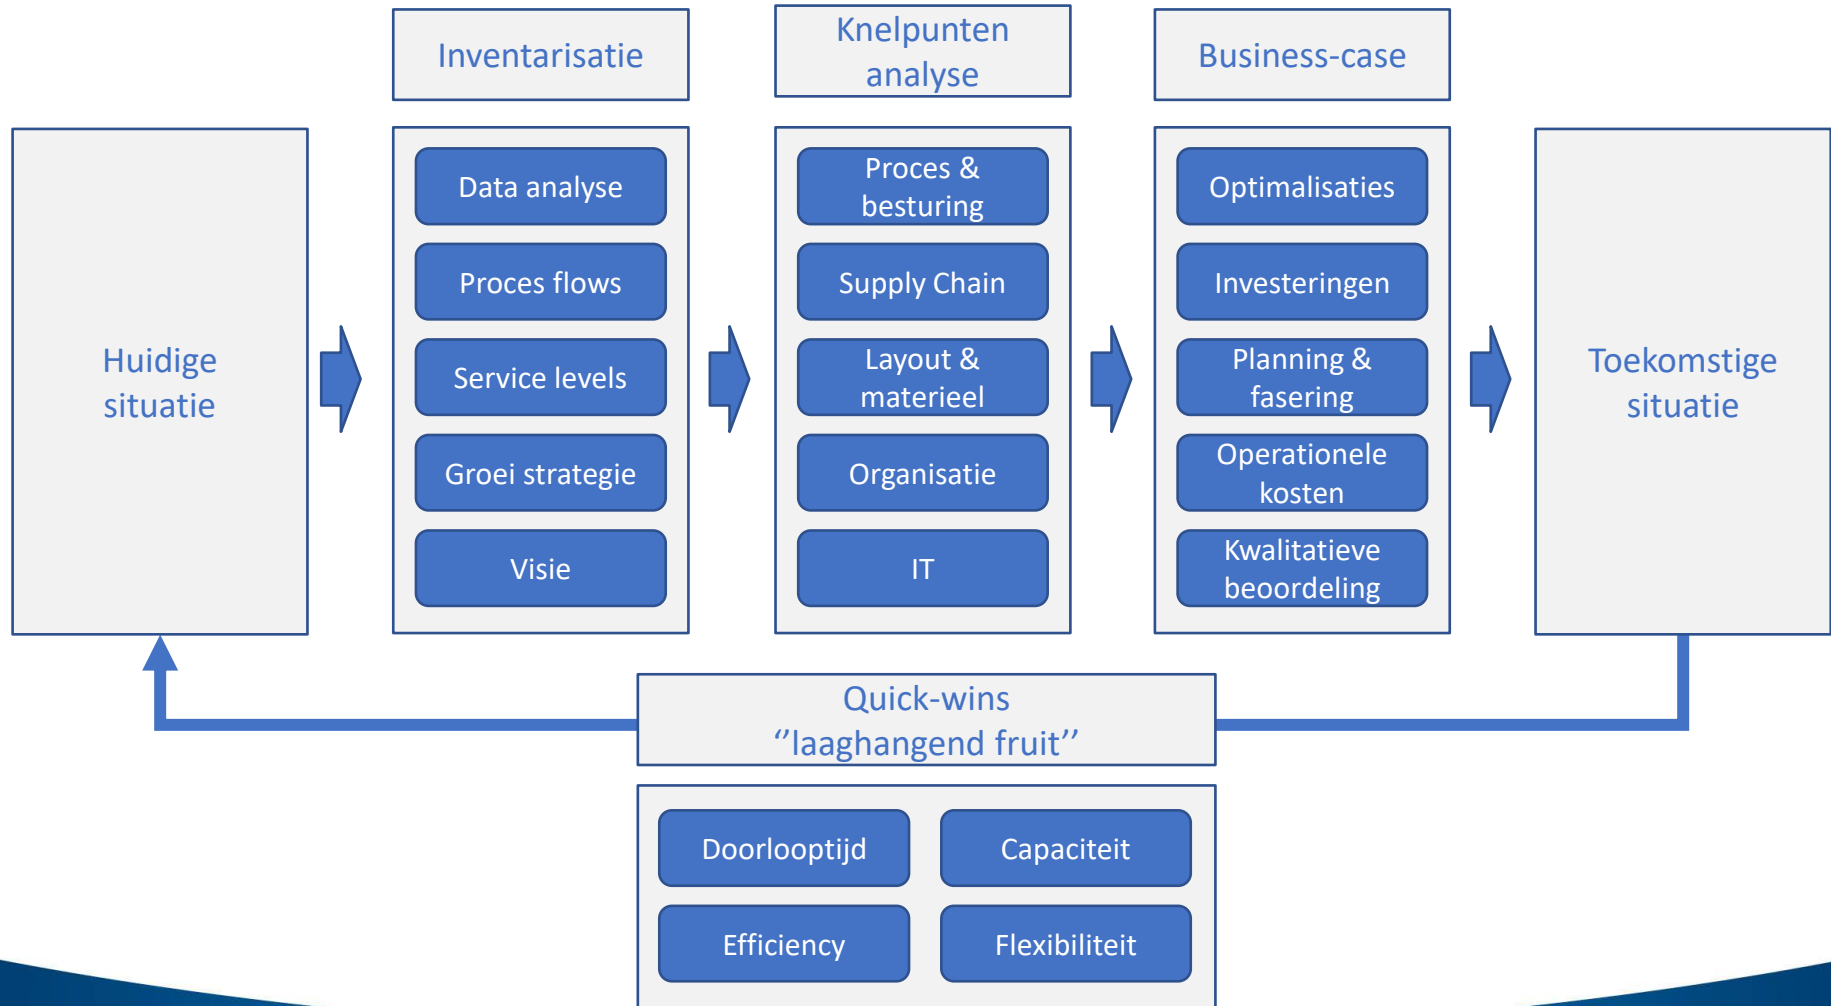 Inventarisatie
Knelpunten
analyse
Business-case
Huidige
situatie
Data analyse
Proces flows
Service levels
Groei strategie
Visie
Proces &
besturing
Supply Chain
Layout &
materieel
Organisatie
IT
Optimalisaties
Investeringen
Planning &
fasering
Operationele
kosten
Kwalitatieve
beoordeling
Toekomstige
situatie
Quick-wins
‘’laaghangend fruit’’
Doorlooptijd
Capaciteit
Efficiency
Flexibiliteit